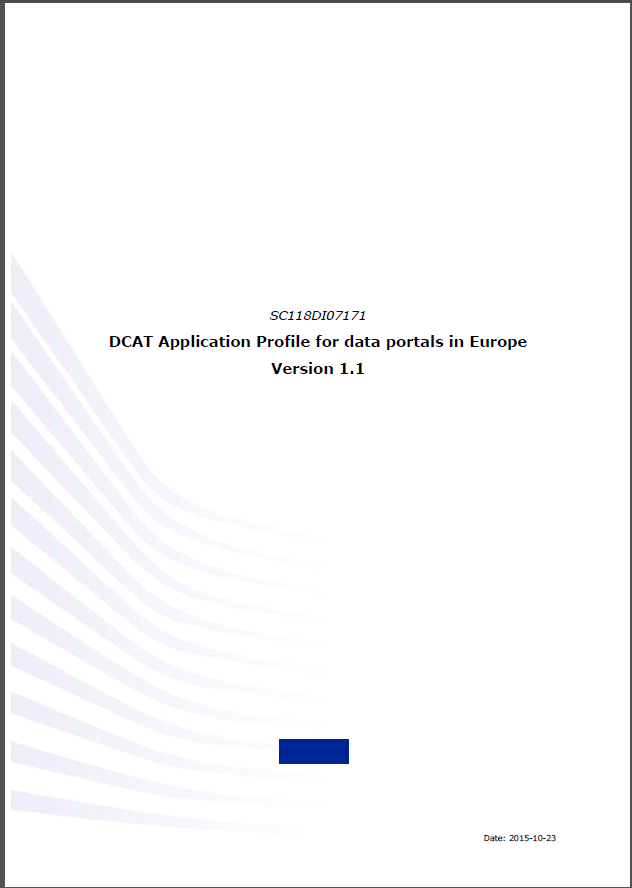 SC118DI07171
DCAT Application Profile for data portals in Europe
Version 1.1
Date: 2015-10-23